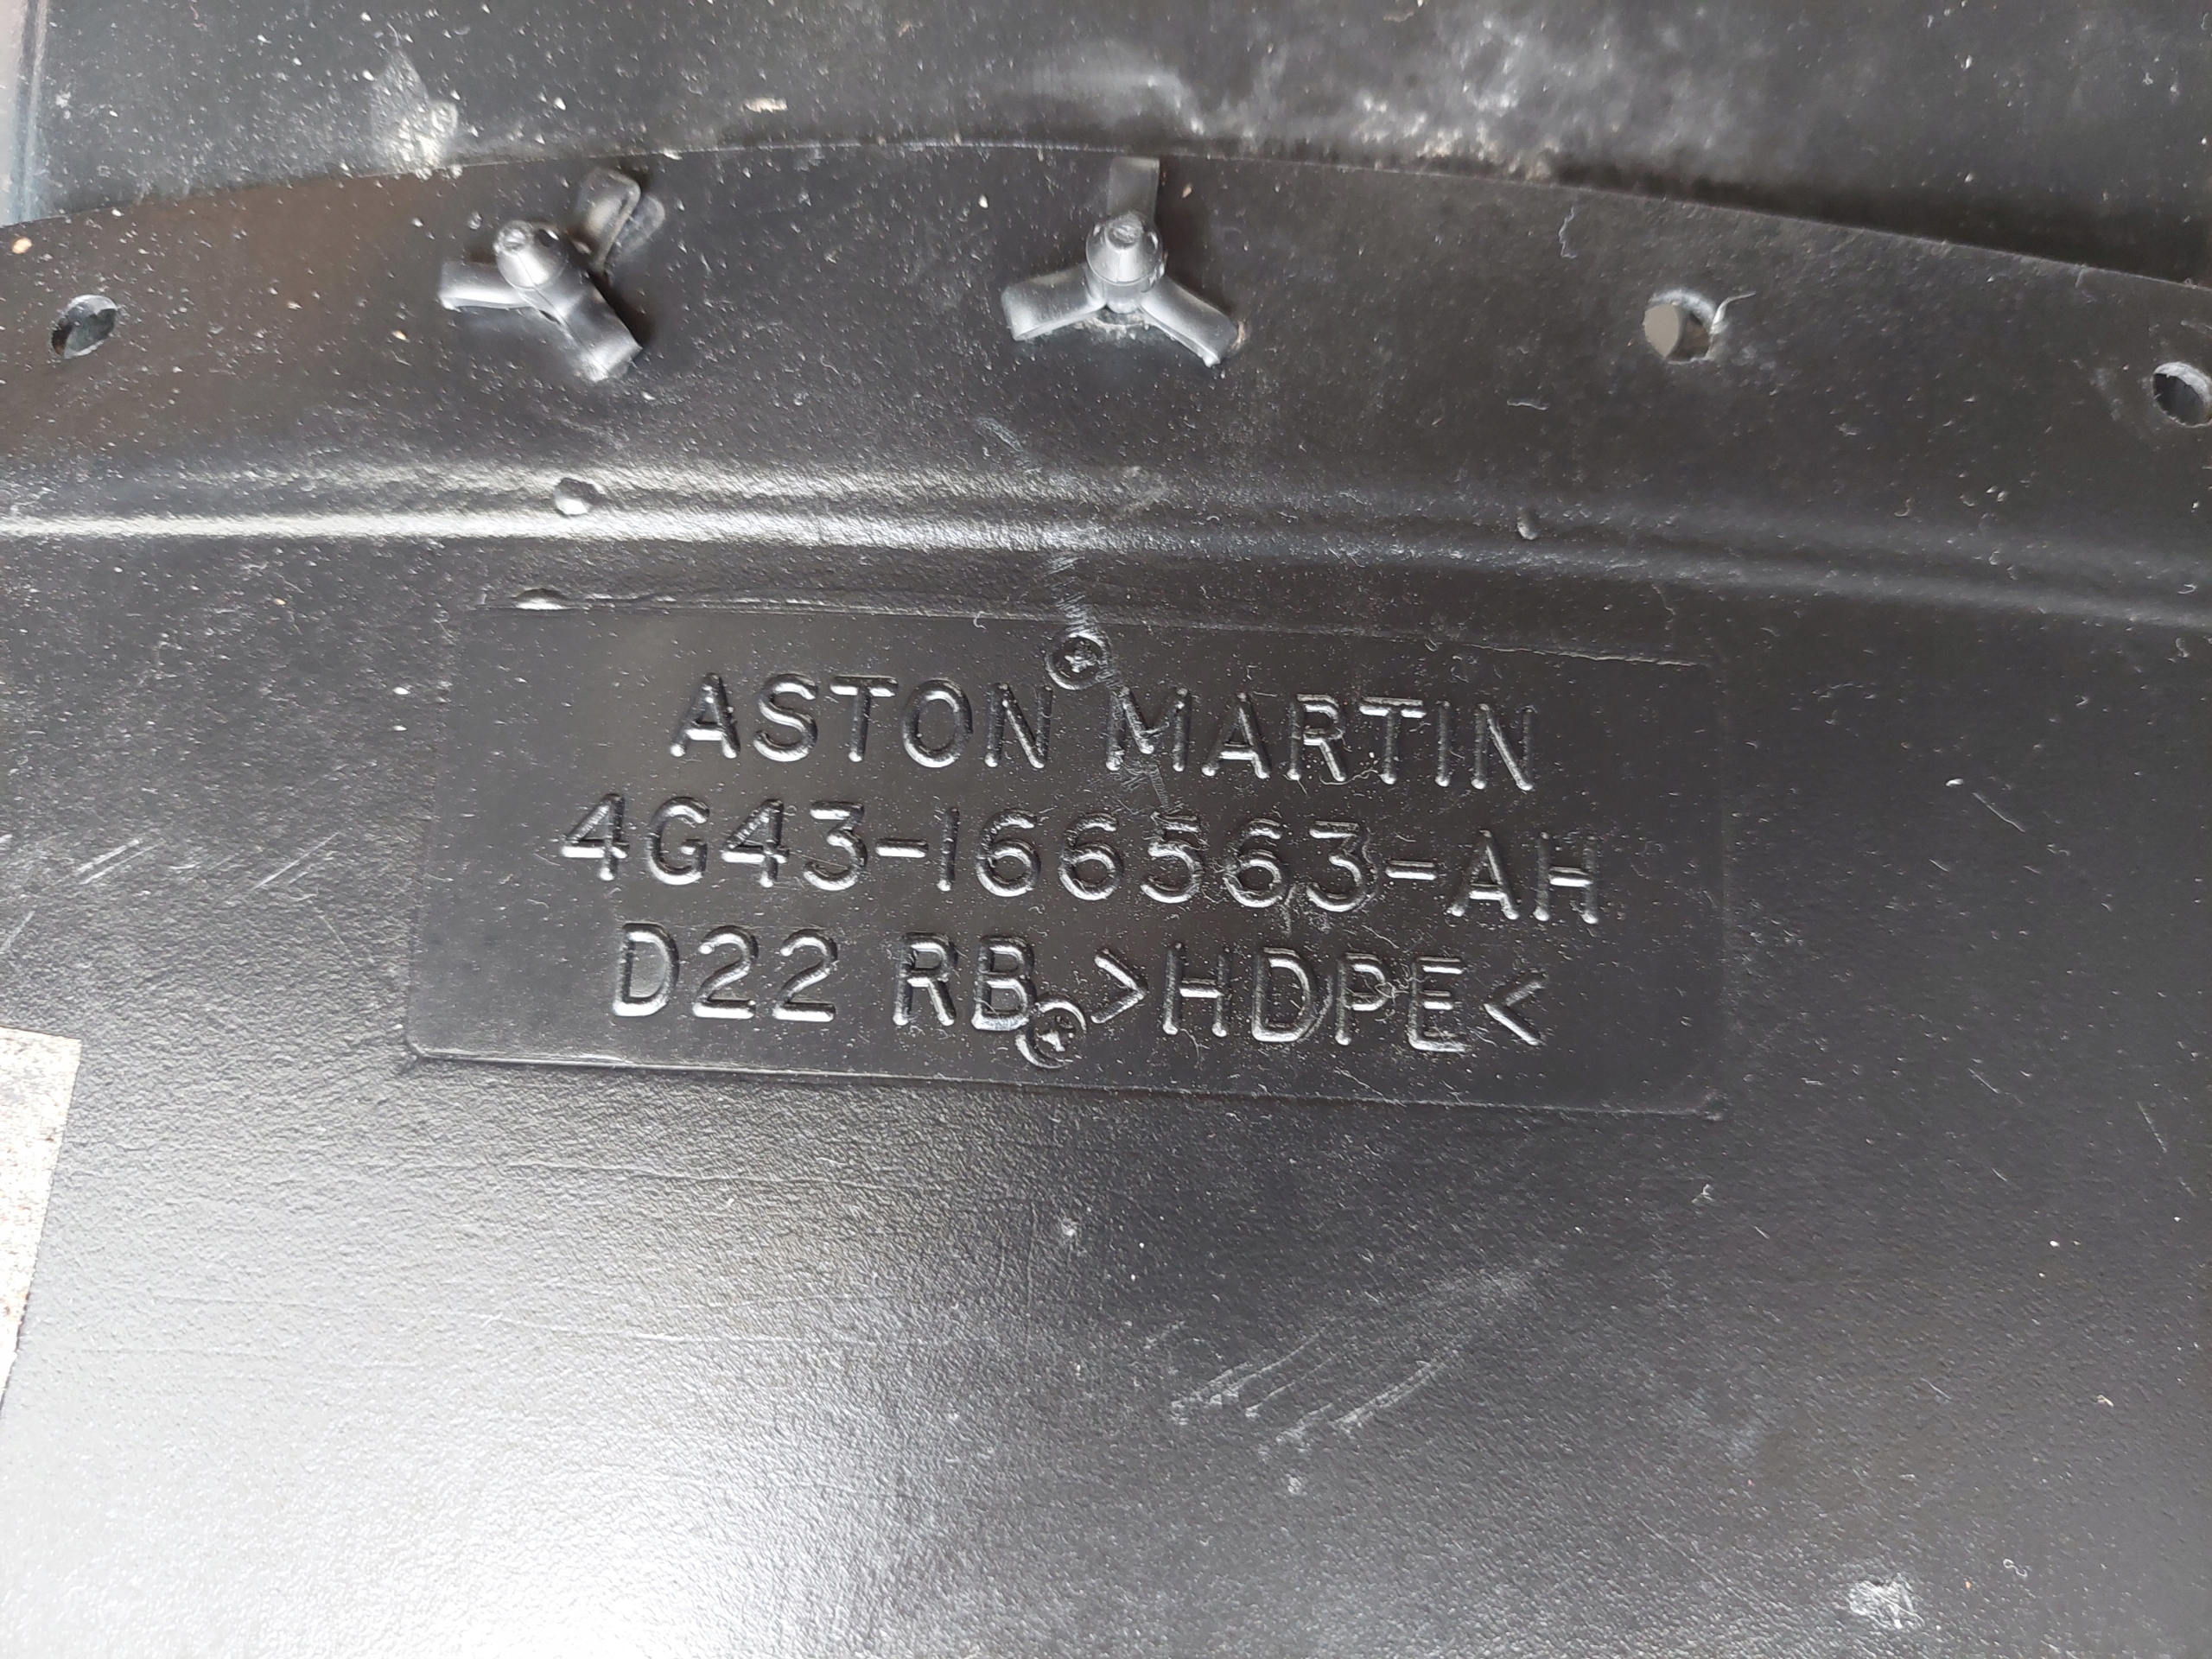 ASTON MARTIN
4G43-166563-AH
D22 RB >HDPE<